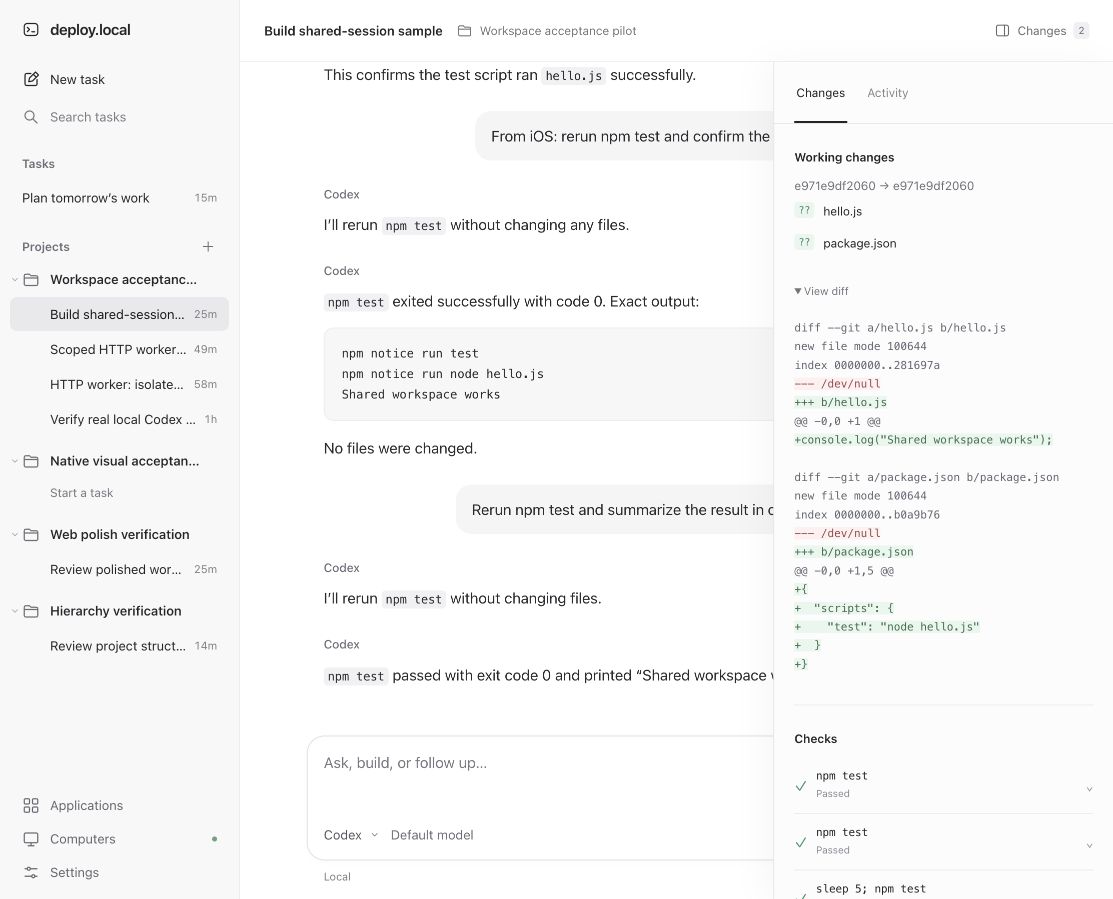 deploy.local
New task
Search tasks
Tasks
Plan tomorrow's work 15m
Projects
Workspace acceptanc...
Build shared-session... 25m
Scoped HTTP worker... 49m
HTTP worker: isolate... 58m
Verify real local Codex ... 1h
Native visual acceptan...
Start a task
Web polish verification
Review polished wor... 25m
Hierarchy verification
Review project struct... 14m
Applications
Computers
Settings
Build shared-session sample Workspace acceptance pilot
Changes 2
This confirms the test script ran hello.js successfully.
From iOS: rerun npm test and confirm the
Codex
I'll rerun npm test without changing any files.
Codex
npm test exited successfully with code 0. Exact output:
npm notice run test
npm notice run node hello.js
Shared workspace works
No files were changed.
Rerun npm test and summarize the result in
Codex
I'll rerun npm test without changing files.
Codex
npm test passed with exit code 0 and printed “Shared workspace
Ask, build, or follow up...
Codex Default model
Local
Changes Activity
Working changes
e971e9df2060 → e971e9df2060
?? hello.js
?? package.json
▼ View diff
diff --git a/hello.js b/hello.js
new file mode 100644
index 0000000..281697a
--- /dev/null
+++ b/hello.js
@@ -0,0 +1 @@
+console.log("Shared workspace works");
diff --git a/package.json b/package.json
new file mode 100644
index 0000000..b0a9b76
--- /dev/null
+++ b/package.json
@@ -0,0 +1,5 @@
+{
+  "scripts": {
+    "test": "node hello.js"
+  }
+}
Checks
npm test
Passed
npm test
Passed
sleep 5; npm test